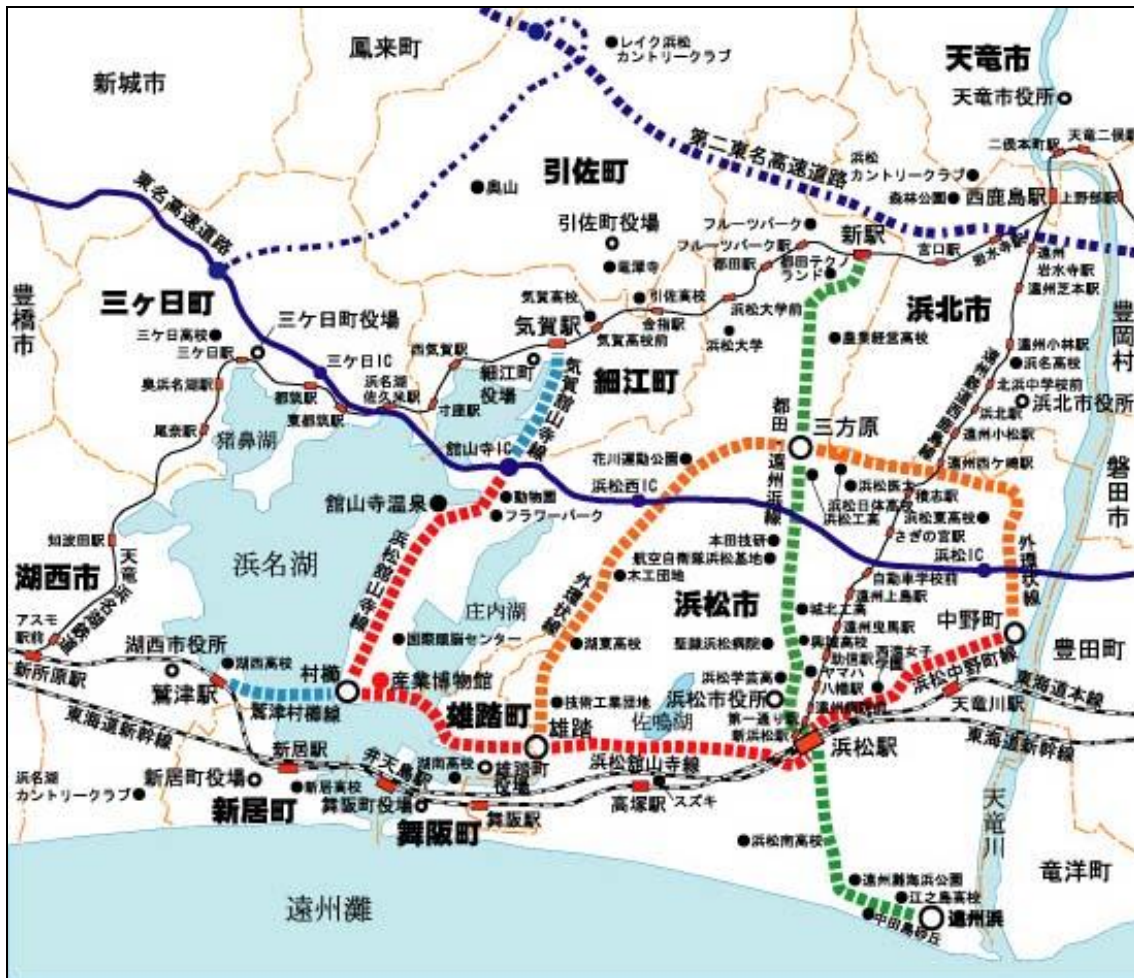 鳳来町
レイク浜松
カントリークラブ
天竜市
天竜市役所
新城市
二俣本町駅
天竜二俣駅
第二東名高速道路
浜松
カントリークラブ
奥山
引佐町
森林公園
西鹿島駅
上野部駅
東名高速道路
引佐町役場
フルーツパーク
フルーツパーク駅
新駅
宮口駅
岩水寺駅
遠州
岩水寺駅
竜潭寺
都田駅
都田テクノ
ランド
遠州芝本駅
豊橋市
三ヶ日町
気賀高校
引佐高校
浜松大学前
浜北市
豊岡村
三ケ日町役場
気賀駅
金指駅
三ケ日高校
気賀高校前
浜松大学
農業経営高校
遠州小林駅
浜名高校
三ケ日駅
三ケ日IC
西気賀駅
細江町
役場
細江町
遠州鉄道西鹿島線
北浜中学校前
奥浜名湖駅
都筑駅
浜名湖
佐久米駅
寸座駅
気賀舘山寺線
浜北駅
浜北市役所
東都筑駅
都田・遠州浜線
三方原
遠州小松駅
尾奈駅
猪鼻湖
舘山寺IC
花川運動公園
遠州西ケ崎駅
磐田市
動物園
浜松西IC
浜松医大
積志駅
舘山寺温泉
フラワーパーク
浜松日体高校
浜松工高
浜松東高校
知波田駅
本田技研
さぎの宮駅
浜名湖
浜松舘山寺線
航空自衛隊浜松基地
浜松IC
外環状線
湖西市
天竜浜名湖鉄道
木工団地
自動車学校前
庄内湖
外環状線
浜松市
遠州上島駅
アスモ
駅前
城北工高
中野町
湖西市役所
国際頭脳センター
湖東高校
聖隷浜松病院
遠州曳馬駅
興誠高校
助信駅
西遠女子
学園
豊田町
新所原駅
湖西高校
村櫛
産業博物館
浜松学芸高
ヤマハ
八幡駅
浜松中野町線
鷲津駅
技術工業団地
浜松市役所
遠州病院前
東海道本線
鷲津村櫛線
雄踏町
佐鳴湖
第一通り駅
天竜川駅
雄踏
新浜松駅
浜松駅
東海道新幹線
新居駅
弁天島駅
湖南高校
雄踏町
役場
浜松舘山寺線
東海道新幹線
浜名湖
カントリークラブ
新居町役場
新居高校
舞阪町役場
高塚駅
スズキ
新居町
舞阪町
舞阪駅
天竜川
浜松南高校
竜洋町
遠州灘海浜公園
江之島高校
遠州灘
遠州浜
中田島砂丘